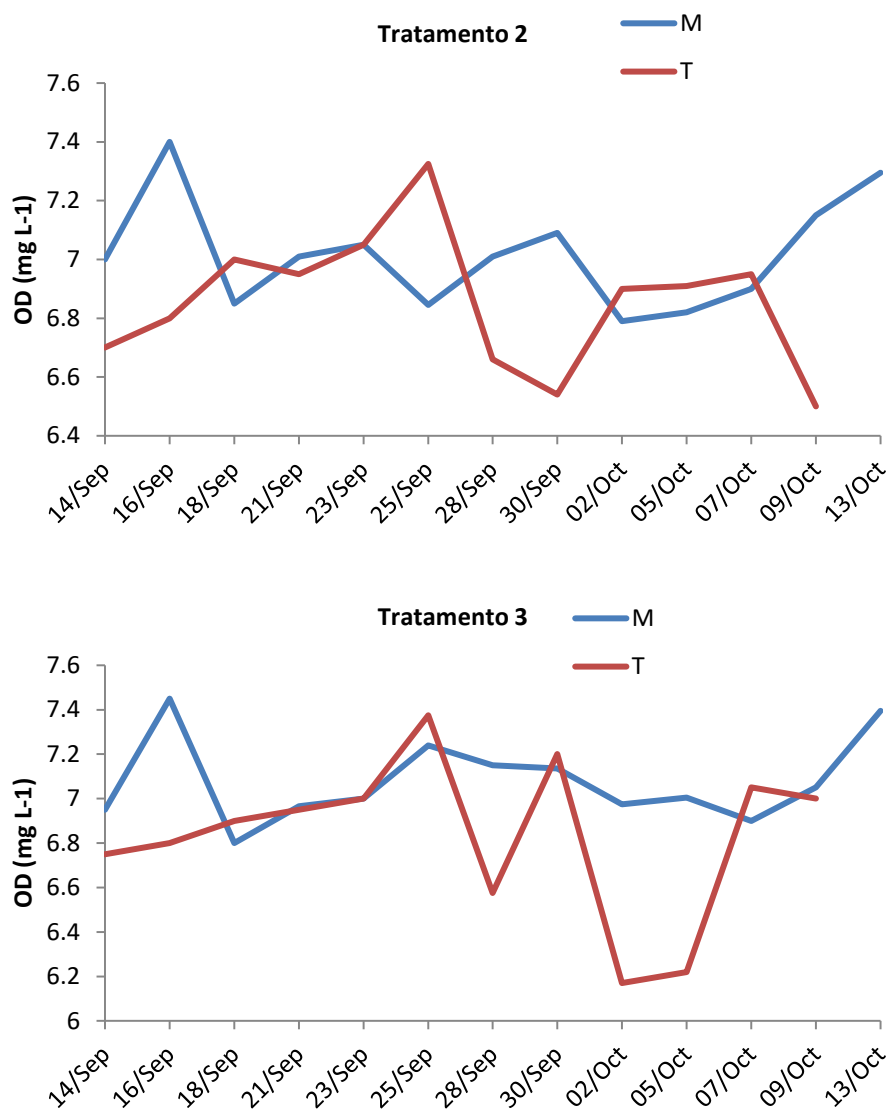 Tratamento 2
M
T
OD (mg L-1)
7.6
7.4
7.2
7
6.8
6.6
6.4
14/Sep
16/Sep
18/Sep
21/Sep
23/Sep
25/Sep
28/Sep
30/Sep
02/Oct
05/Oct
07/Oct
09/Oct
13/Oct
Tratamento 3
M
T
OD (mg L-1)
7.6
7.4
7.2
7
6.8
6.6
6.4
6.2
6
14/Sep
16/Sep
18/Sep
21/Sep
23/Sep
25/Sep
28/Sep
30/Sep
02/Oct
05/Oct
07/Oct
09/Oct
13/Oct